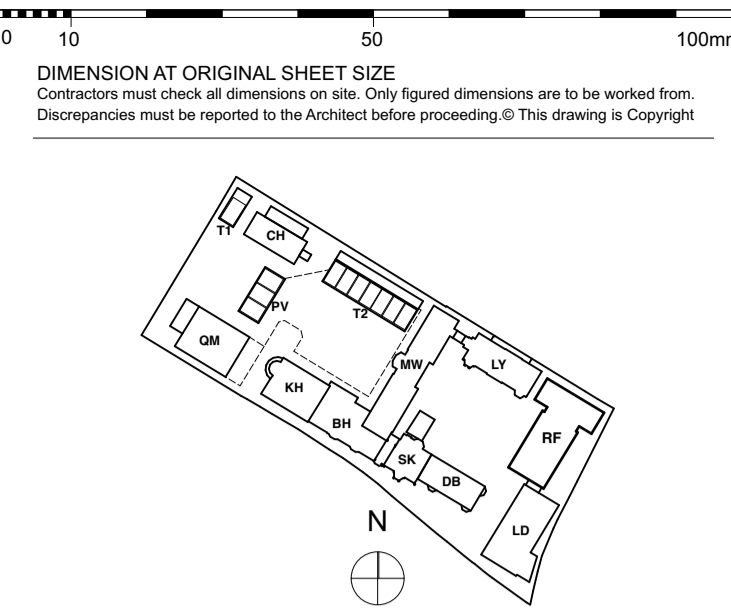 0 10 50 100mm
DIMENSION AT ORIGINAL SHEET SIZE
Contractors must check all dimensions on site. Only figured dimensions are to be worked from.
Discrepancies must be reported to the Architect before proceeding.© This drawing is Copyright
T1
CH
PV
T2
QM
MW
LY
KH
BH
RF
SK
DB
LD
N